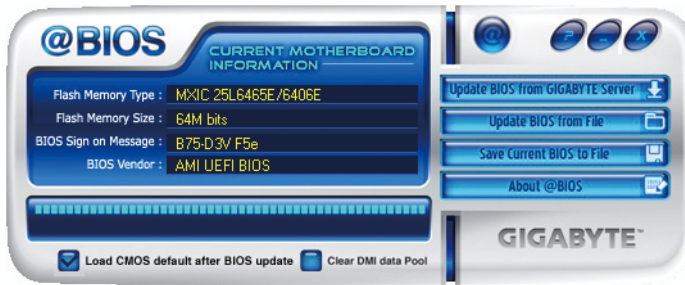 @BIOS
CURRENT MOTHERBOARD
INFORMATION
Flash Memory Type : MXIC 25L6465E/6406E
Flash Memory Size : 64M bits
BIOS Sign on Message : B75-D3V F5e
BIOS Vendor : AMI UEFI BIOS
Load CMOS default after BIOS update
Clear DMI data Pool
@ ? - X
Update BIOS from GIGABYTE Server
Update BIOS from File
Save Current BIOS to File
About @BIOS
GIGABYTE™